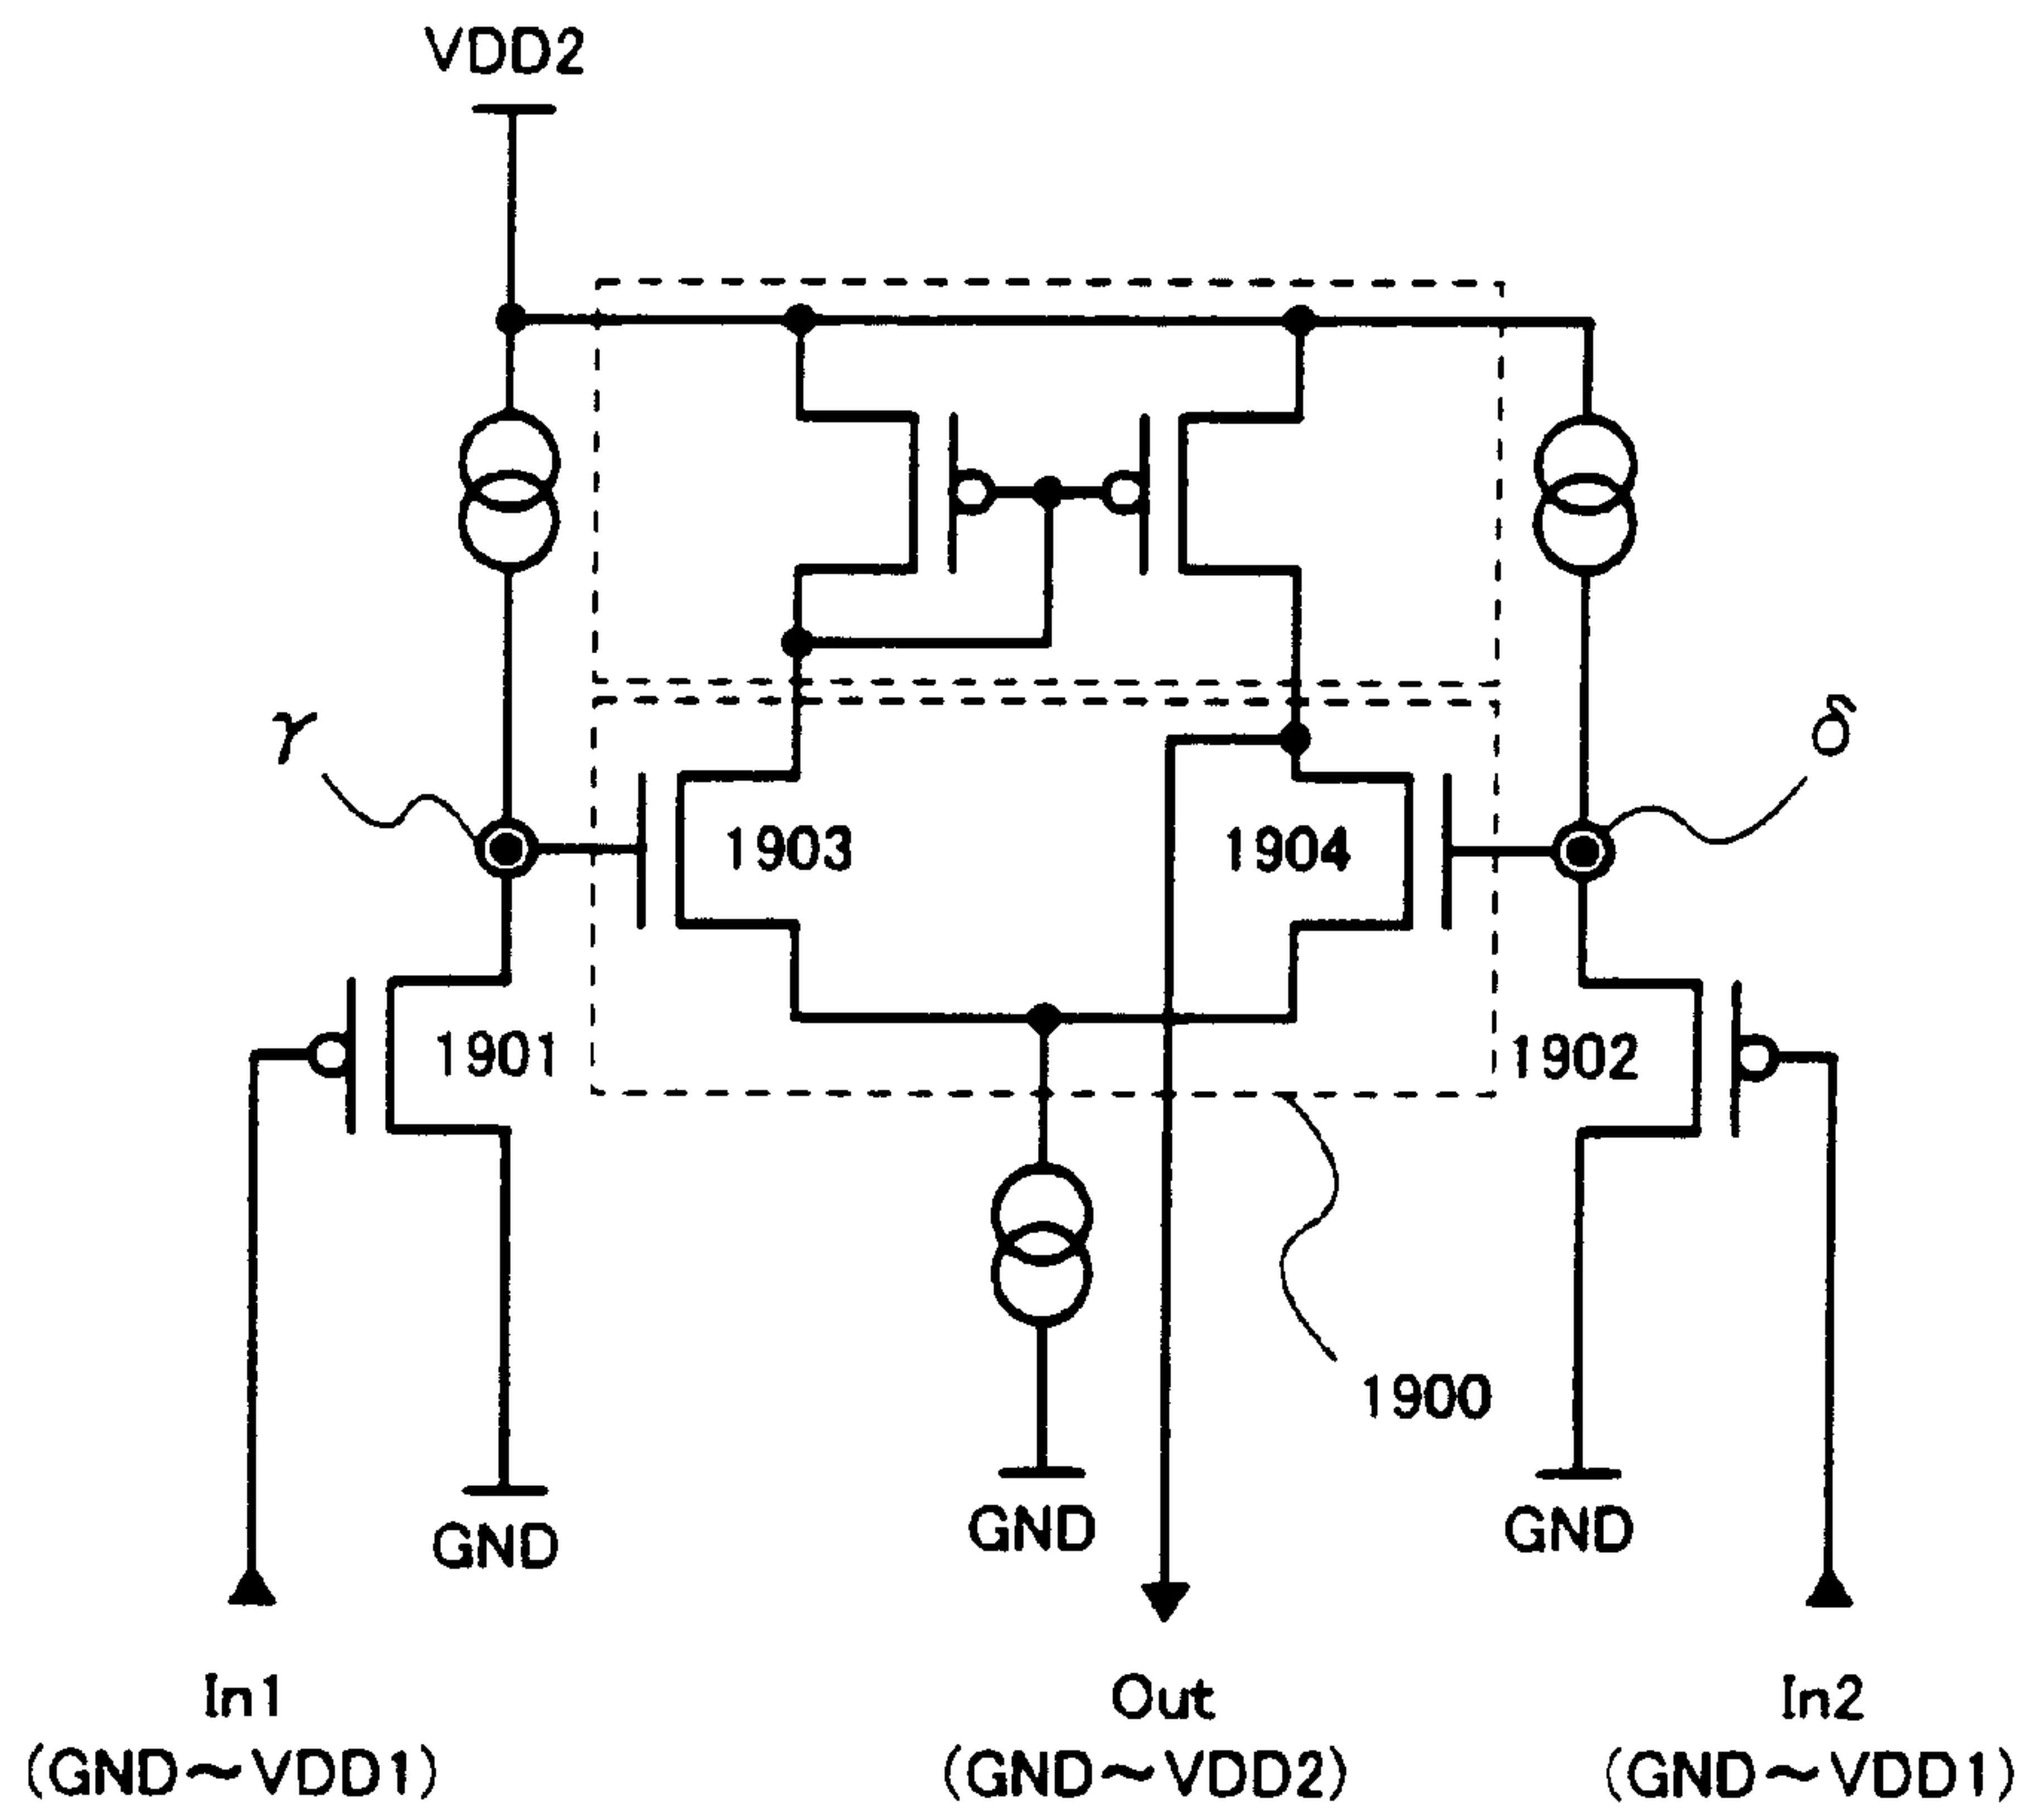 VDD2
γ
δ
1903
1904
1901
1902
1900
GND
GND
GND
In1
(GND～VDD1)
Out
(GND～VDD2)
In2
(GND～VDD1)